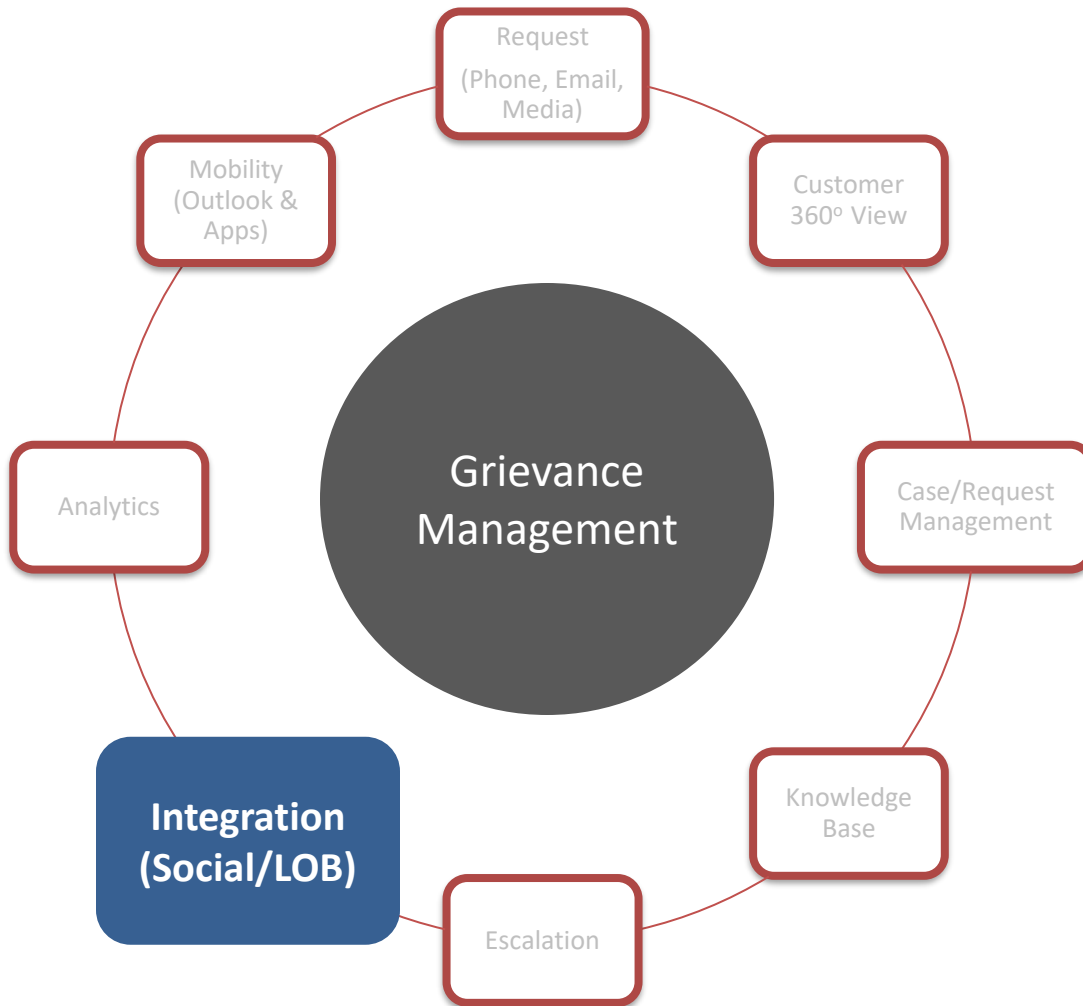 Request
(Phone, Email,
Media)
Mobility
(Outlook &
Apps)
Customer
360º View
Grievance
Management
Analytics
Case/Request
Management
Integration
(Social/LOB)
Knowledge
Base
Escalation